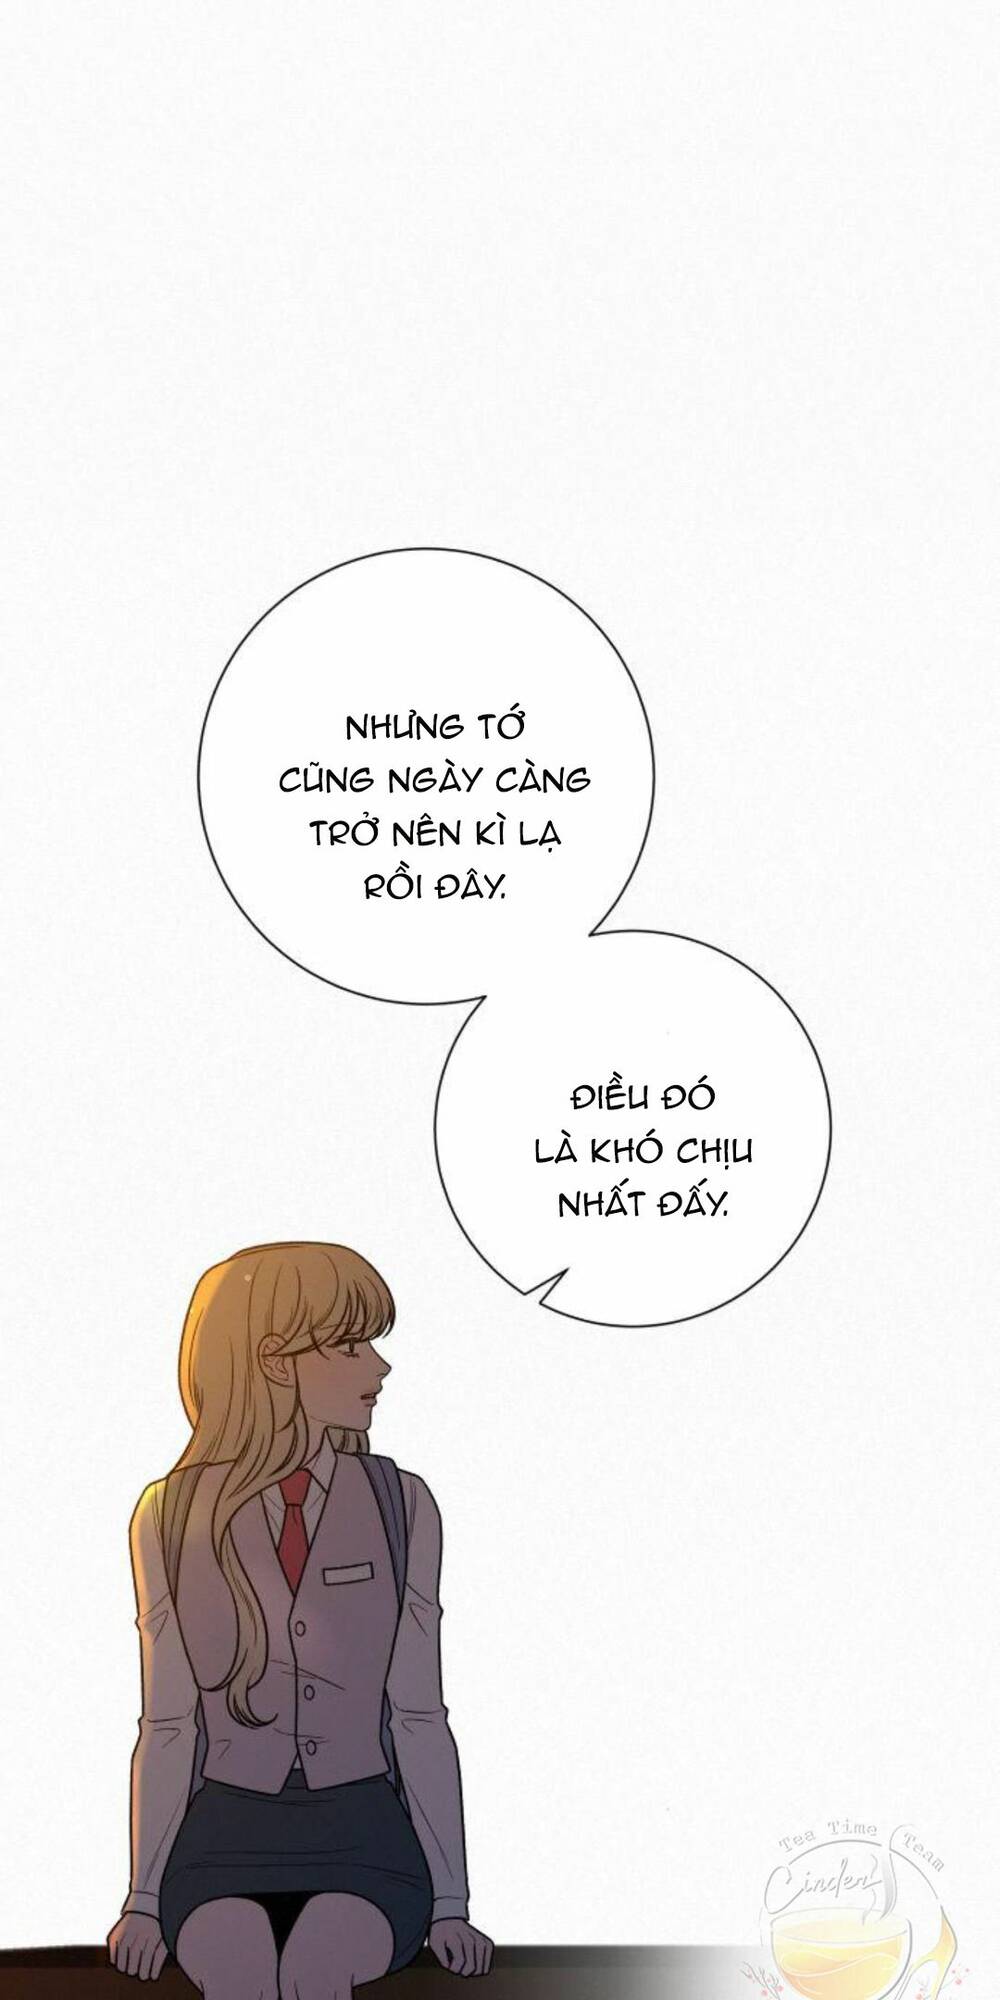 NHƯNG TỚ
CŨNG NGÀY CÀNG
TRỞ NÊN KÌ LẠ
RỒI ĐÂY.
ĐIỀU ĐÓ
LÀ KHÓ CHỊU
NHẤT ĐẤY.
Tea Time Team
Cinder